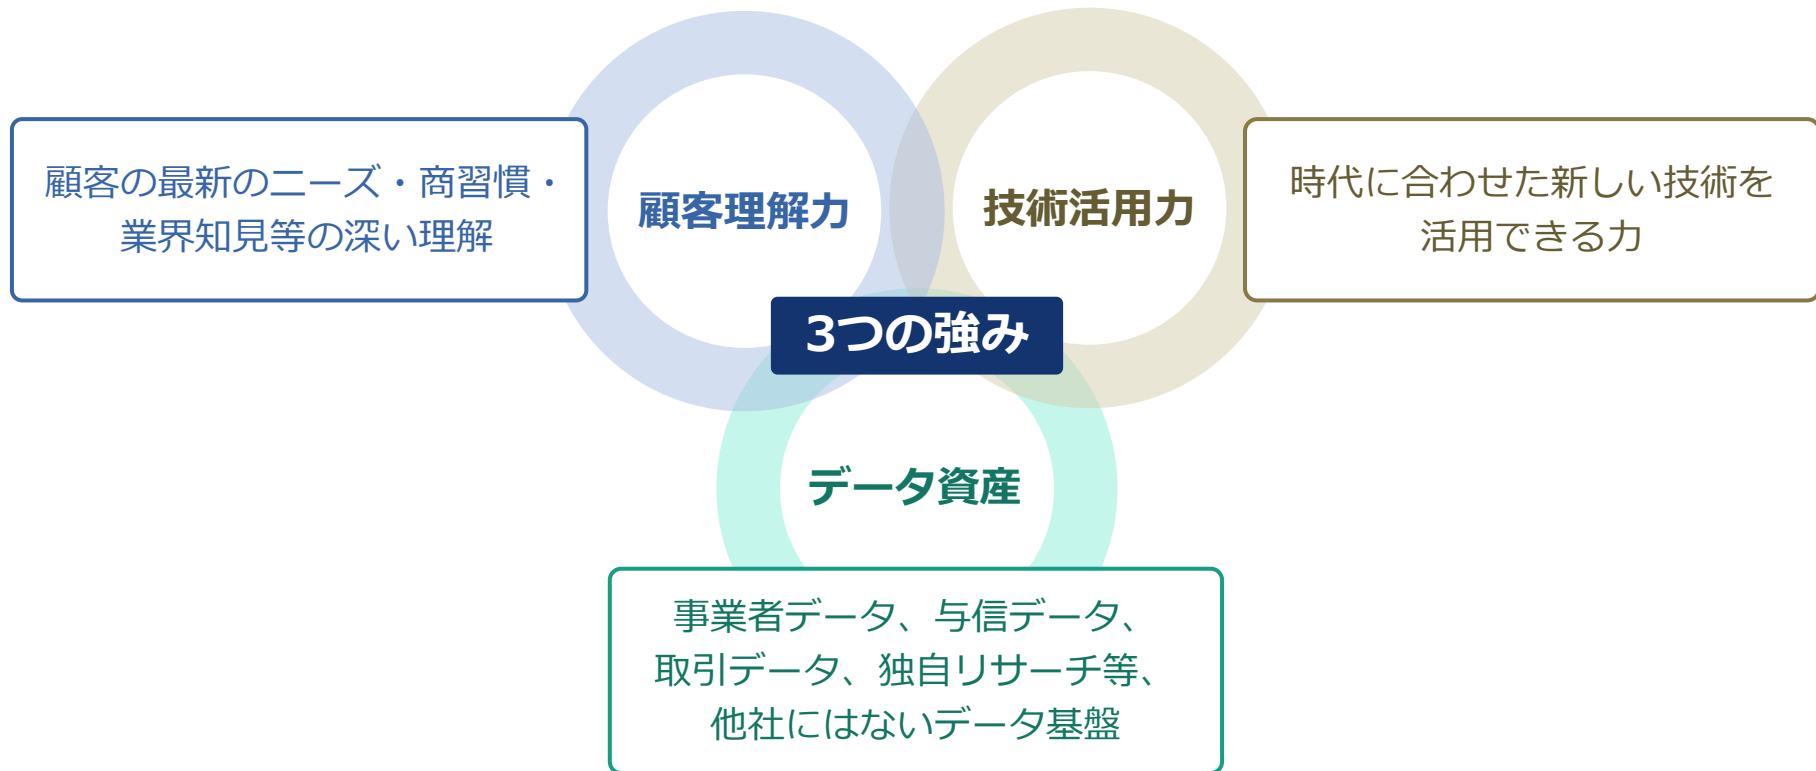 顧客の最新のニーズ・商習慣・
業界知見等の深い理解
顧客理解力
技術活用力
時代に合わせた新しい技術を
活用できる力
3つの強み
データ資産
事業者データ、与信データ、
取引データ、独自リサーチ等、
他社にはないデータ基盤